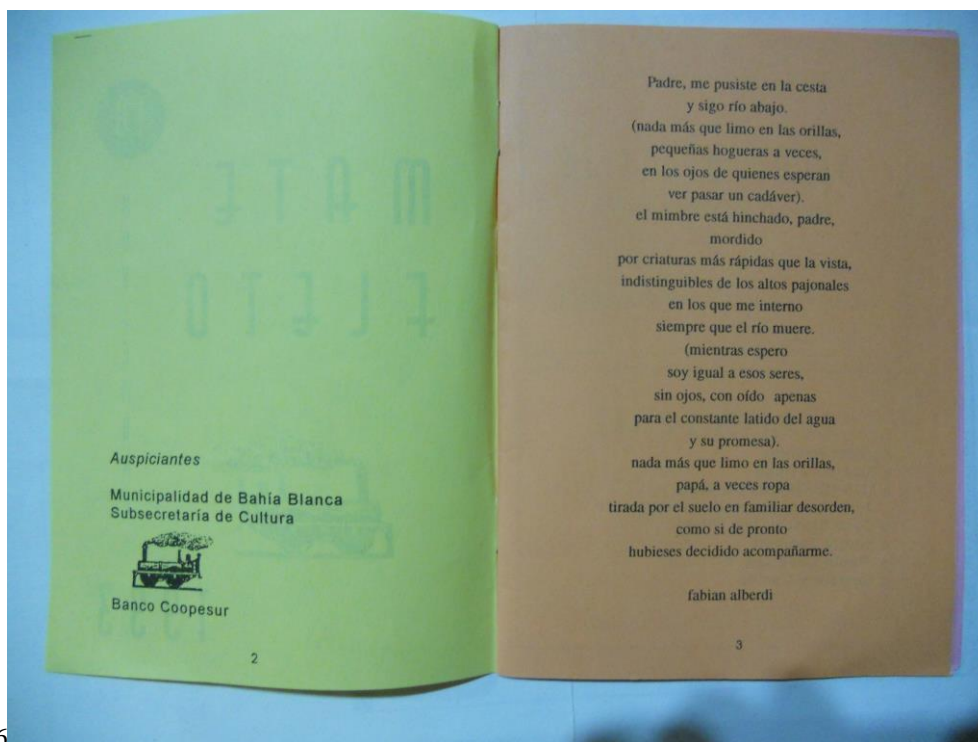 Auspiciantes
Municipalidad de Bahía Blanca
Subsecretaría de Cultura
Banco Coopesur
2
Padre, me pusiste en la cesta
y sigo río abajo.
(nada más que limo en las orillas,
pequeñas hogueras a veces,
en los ojos de quienes esperan
ver pasar un cadáver).
el mimbre está hinchado, padre,
mordido
por criaturas más rápidas que la vista,
indistinguibles de los altos pajonales
en los que me interno
siempre que el río muere.
(mientras espero
soy igual a esos seres,
sin ojos, con oído apenas
para el constante latido del agua
y su promesa).
nada más que limo en las orillas,
papá, a veces ropa
tirada por el suelo en familiar desorden,
como si de pronto
hubieses decidido acompañarme.
fabian alberdi
3